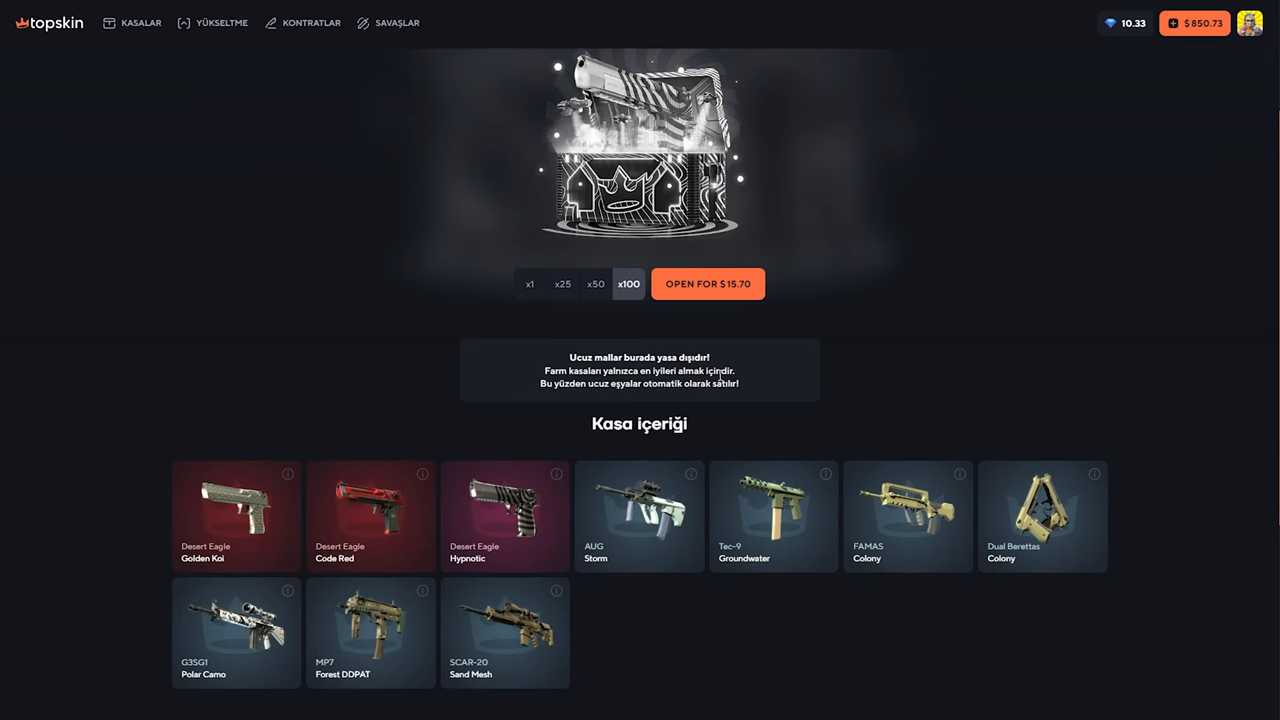 topskin
KASALAR
YÜKSELTME
KONTRATLAR
SAVAŞLAR
10.33
$ 850.73
x1
x25
x50
x100
OPEN FOR $ 15.70
Ucuz mallar burada yasa dışıdır!
Farm kasaları yalnızca en iyileri almak içindir.
Bu yüzden ucuz eşyalar otomatik olarak satılır!
Kasa içeriği
Desert Eagle
Golden Koi
Desert Eagle
Code Red
Desert Eagle
Hypnotic
AUG
Storm
Tec-9
Groundwater
FAMAS
Colony
Dual Berettas
Colony
G3SG1
Polar Camo
MP7
Forest DDPAT
SCAR-20
Sand Mesh